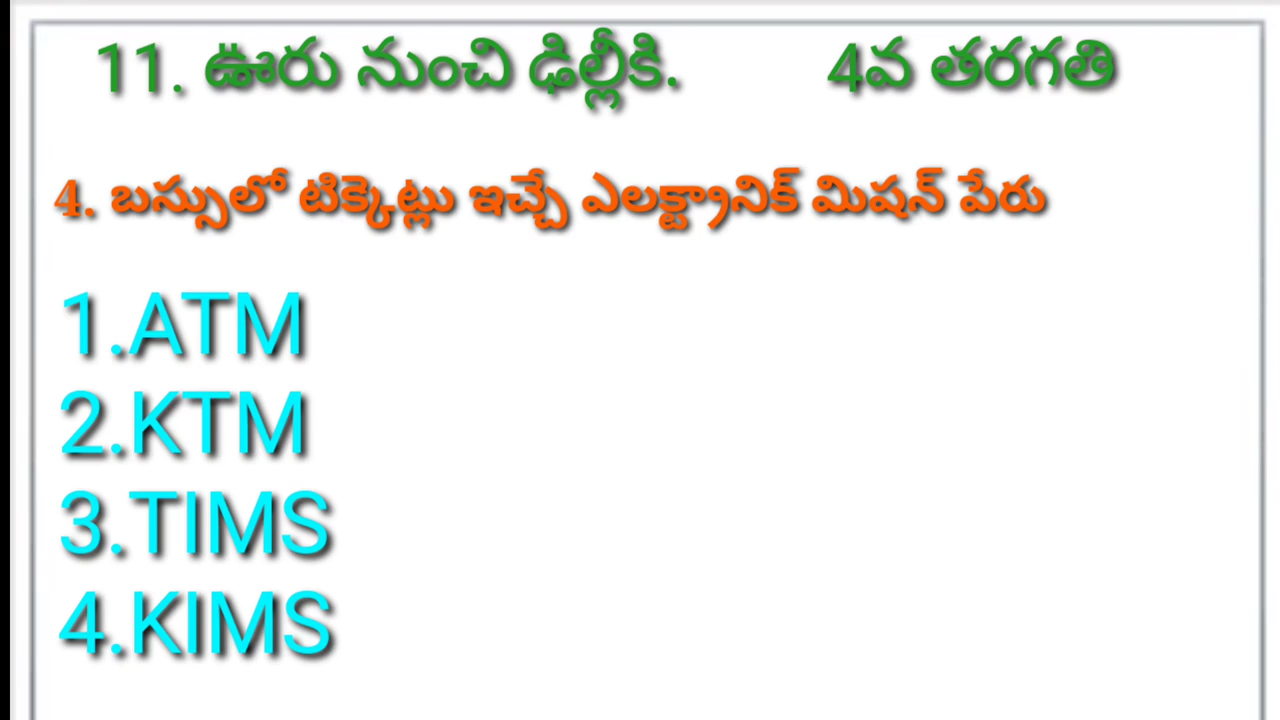 11. ఊరు నుంచి ఢిల్లీకి. 4వ తరగతి
4. బస్సులో టిక్కెట్లు ఇచ్చే ఎలక్ట్రానిక్ మిషన్ పేరు
1.ATM
2.KTM
3.TIMS
4.KIMS